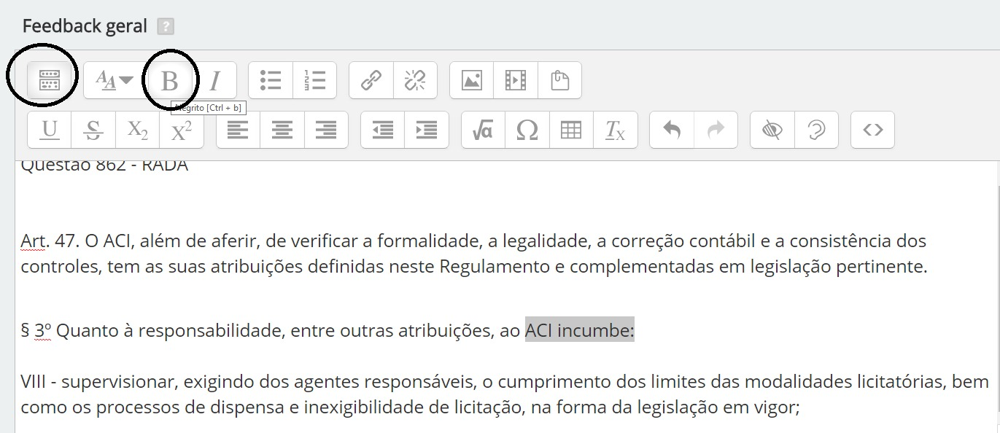 Feedback geral ?
Negrito [Ctrl + b]
Questão 862 - RADA
Art. 47. O ACI, além de aferir, de verificar a formalidade, a legalidade, a correção contábil e a consistência dos
controles, tem as suas atribuições definidas neste Regulamento e complementadas em legislação pertinente.
§ 3º Quanto à responsabilidade, entre outras atribuições, ao ACI incumbe:
VIII - supervisionar, exigindo dos agentes responsáveis, o cumprimento dos limites das modalidades licitatórias, bem
como os processos de dispensa e inexigibilidade de licitação, na forma da legislação em vigor;